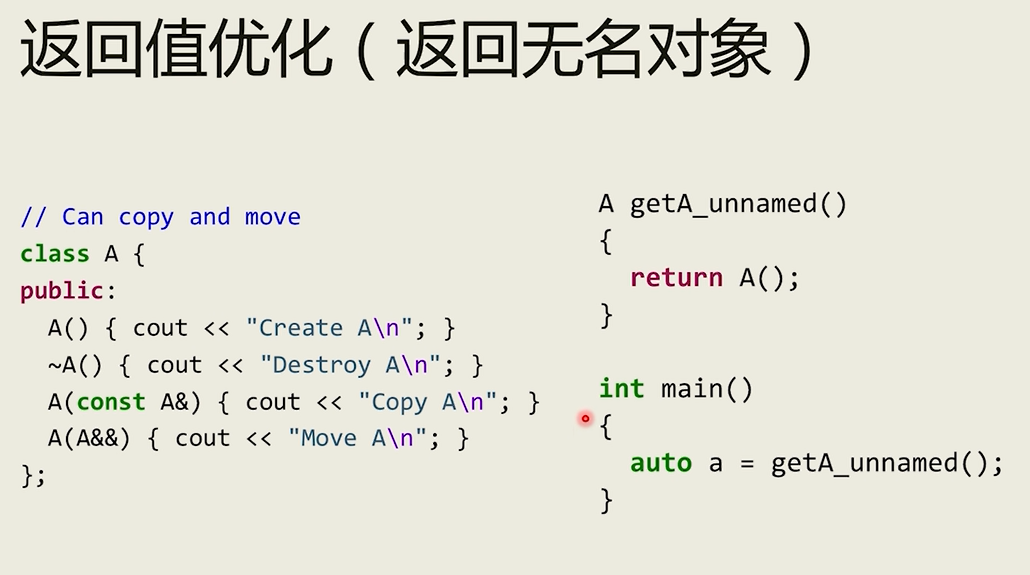 返回值优化（返回无名对象）
// Can copy and move
class A {
public:
  A() { cout << "Create A\n"; }
  ~A() { cout << "Destroy A\n"; }
  A(const A&) { cout << "Copy A\n"; }
  A(A&&) { cout << "Move A\n"; }
};
A getA_unnamed()
{
  return A();
}
int main()
{
  auto a = getA_unnamed();
}